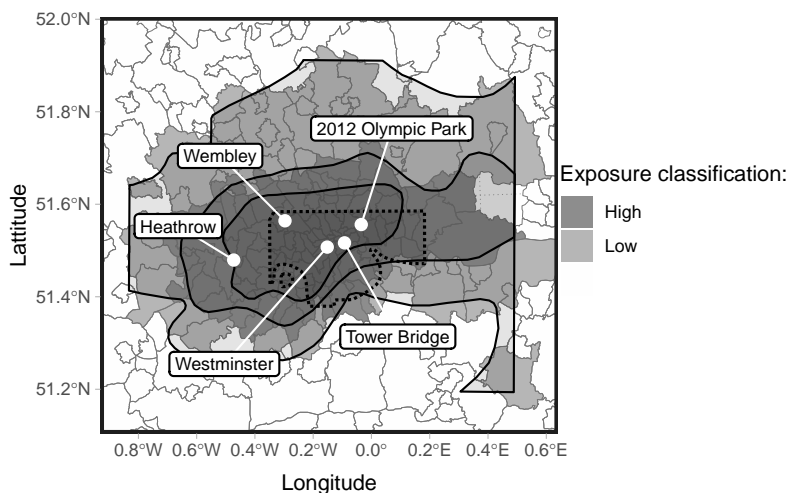 52.0°N
51.8°N
51.6°N
51.4°N
51.2°N
Lattitude
2012 Olympic Park
Wembley
Heathrow
Westminster
Tower Bridge
0.8°W 0.6°W 0.4°W 0.2°W 0.0° 0.2°E 0.4°E 0.6°E
Longitude
Exposure classification:
High
Low